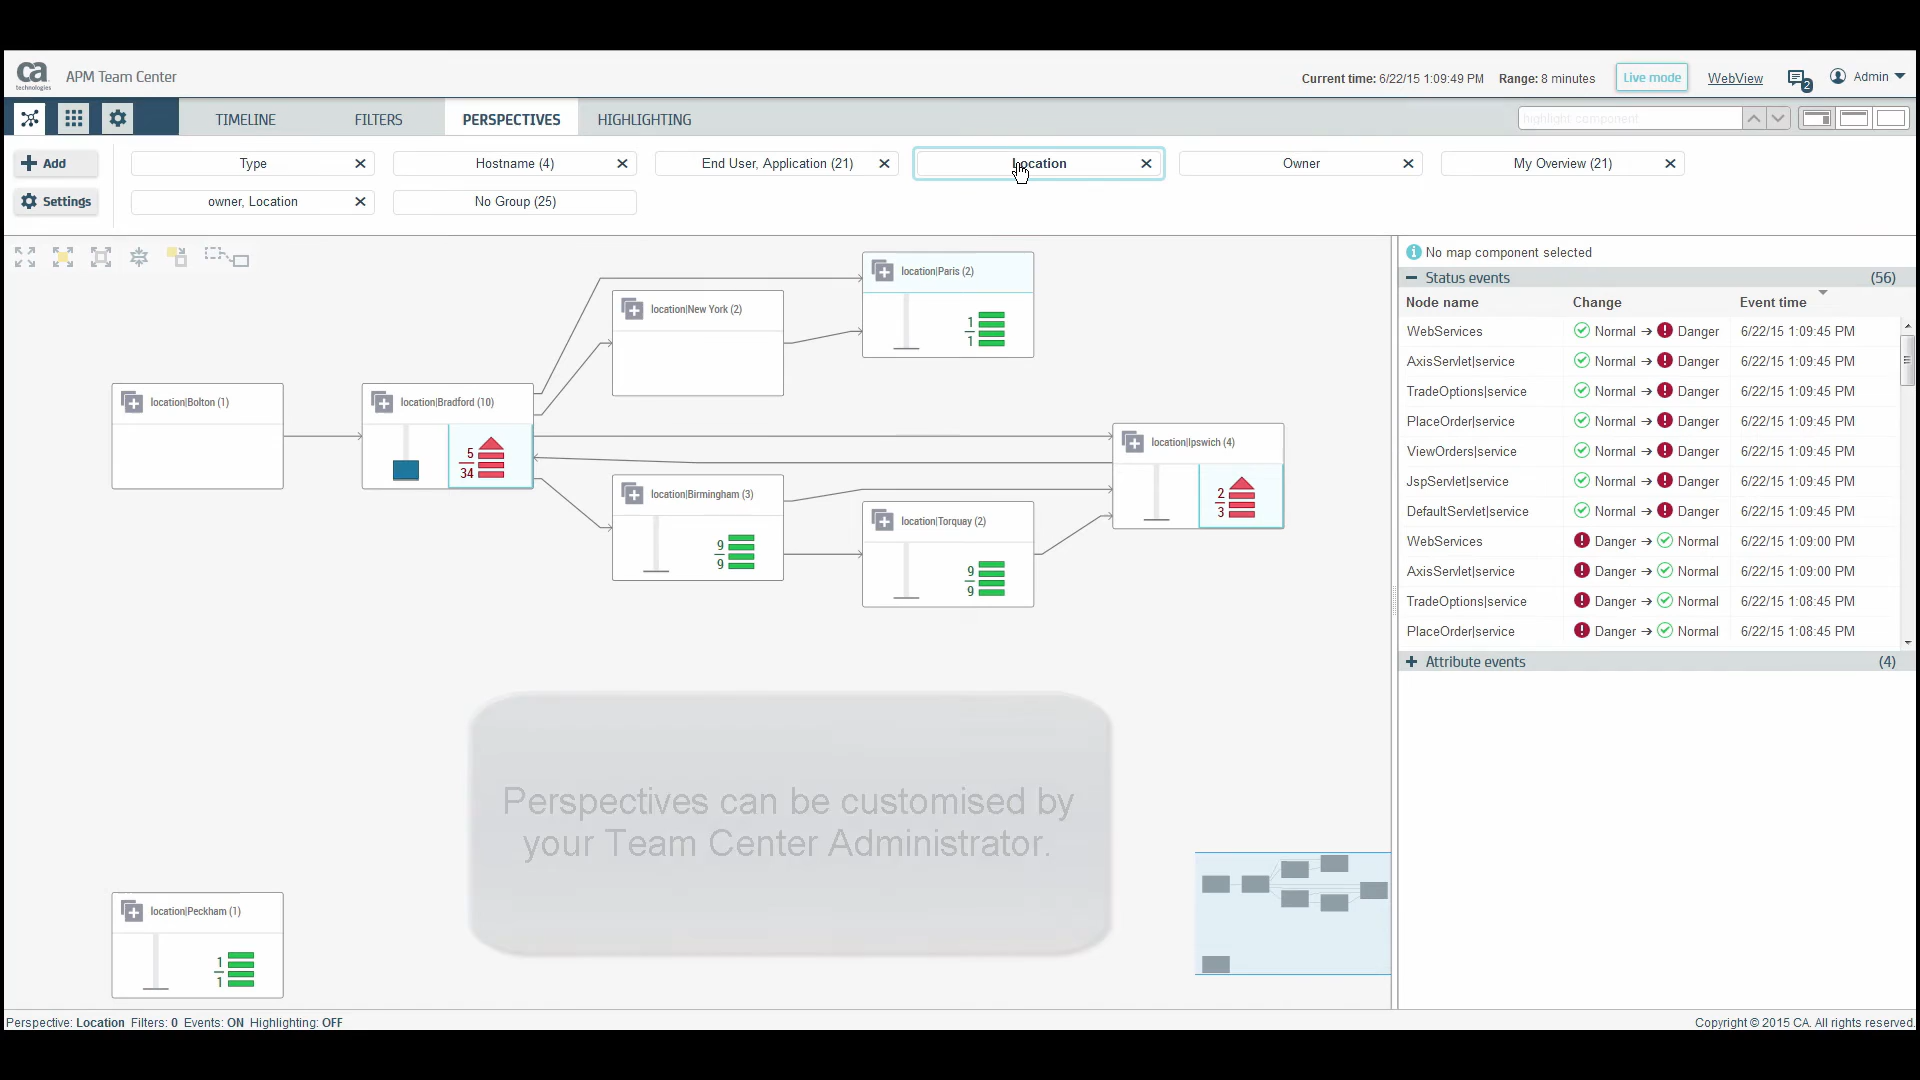 ca
technologies
APM Team Center
Current time: 6/22/15 1:09:49 PM Range: 8 minutes Live mode WebView 2 Admin
TIMELINE FILTERS PERSPECTIVES HIGHLIGHTING highlight component
Add Type Hostname (4) End User, Application (21) Location Owner My Overview (21)
Settings owner, Location No Group (25)
location|Paris (2)
1
1
location|New York (2)
location|Bolton (1)
location|Bradford (10)
5
34
location|Ipswich (4)
2
3
location|Birmingham (3)
9
9
location|Torquay (2)
9
9
Perspectives can be customised by
your Team Center Administrator.
location|Peckham (1)
1
1
No map component selected
Status events (56)
Node name Change Event time
WebServices Normal → Danger 6/22/15 1:09:45 PM
AxisServlet|service Normal → Danger 6/22/15 1:09:45 PM
TradeOptions|service Normal → Danger 6/22/15 1:09:45 PM
PlaceOrder|service Normal → Danger 6/22/15 1:09:45 PM
ViewOrders|service Normal → Danger 6/22/15 1:09:45 PM
JspServlet|service Normal → Danger 6/22/15 1:09:45 PM
DefaultServlet|service Normal → Danger 6/22/15 1:09:45 PM
WebServices Danger → Normal 6/22/15 1:09:00 PM
AxisServlet|service Danger → Normal 6/22/15 1:09:00 PM
TradeOptions|service Danger → Normal 6/22/15 1:08:45 PM
PlaceOrder|service Danger → Normal 6/22/15 1:08:45 PM
Attribute events (4)
Perspective: Location Filters: 0 Events: ON Highlighting: OFF
Copyright © 2015 CA. All rights reserved.